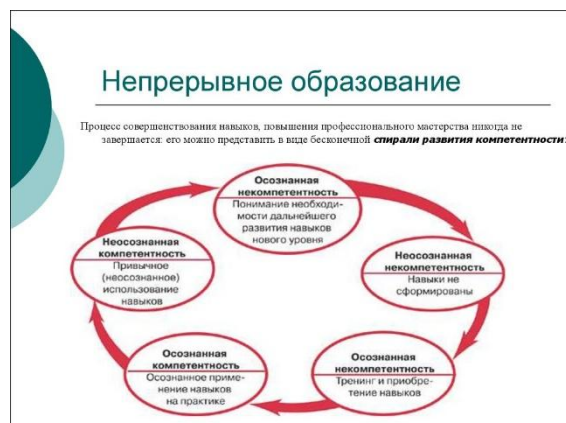 Непрерывное образование
Процесс совершенствования навыков, повышения профессионального мастерства никогда не
завершается: его можно представить в виде бесконечной спирали развития компетентности:
Осознанная
некомпетентность
Понимание необходи-
мости дальнейшего
развития навыков
нового уровня
Неосознанная
некомпетентность
Навыки не
сформированы
Осознанная
некомпетентность
Тренинг и приобре-
тение навыков
Осознанная
компетентность
Осознанное приме-
нение навыков
на практике
Неосознанная
компетентность
Привычное
(неосознанное)
использование
навыков